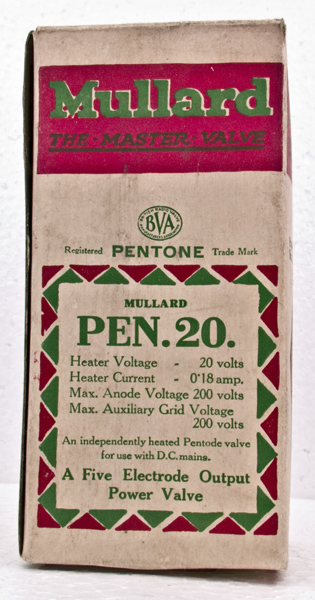 Mullard
THE·MASTER·VALVE
BVA
Registered PENTONE Trade Mark
MULLARD
PEN.20.
Heater Voltage - 20 volts
Heater Current - 0·18 amp.
Max. Anode Voltage 200 volts
Max. Auxiliary Grid Voltage
200 volts
An independently heated Pentode valve
for use with D.C. mains.
A Five Electrode Output
Power Valve